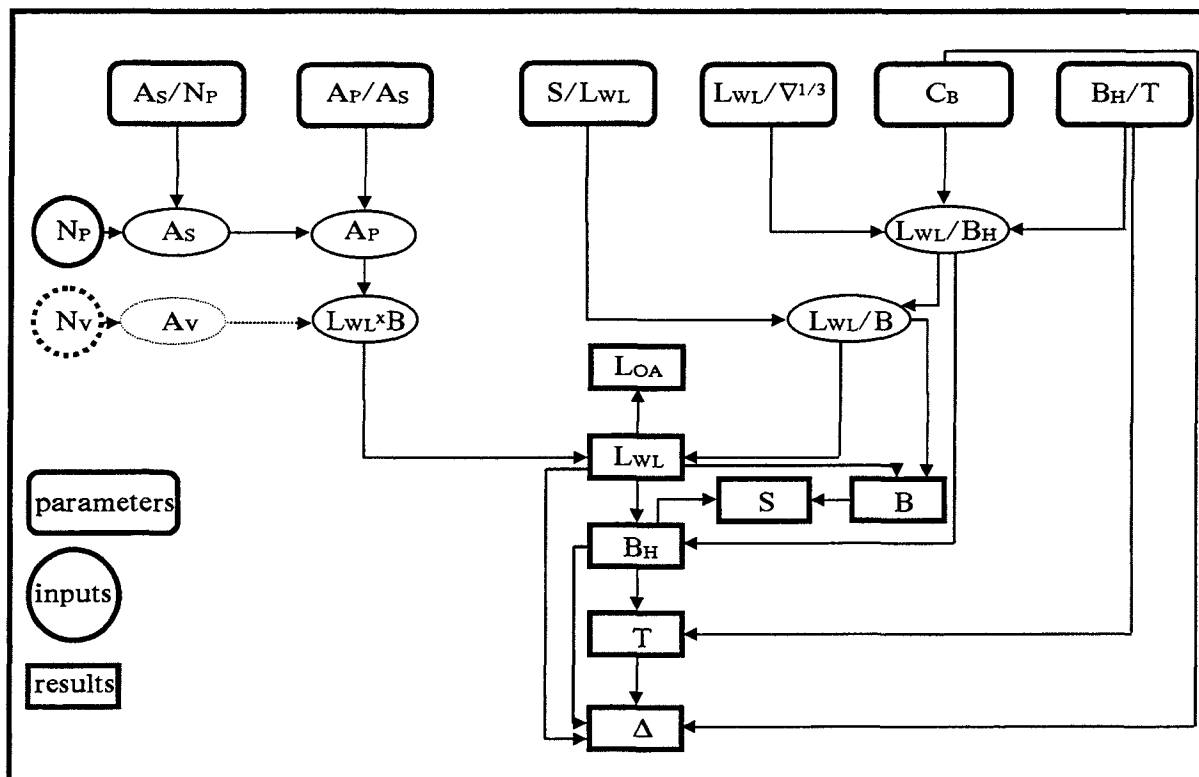 AS/NP
AP/AS
S/LWL
LWL/∇1/3
CB
BH/T
NP
AS
AP
LWL/BH
NV
AV
LWLxB
LWL/B
LOA
LWL
parameters
S
B
BH
inputs
T
results
Δ